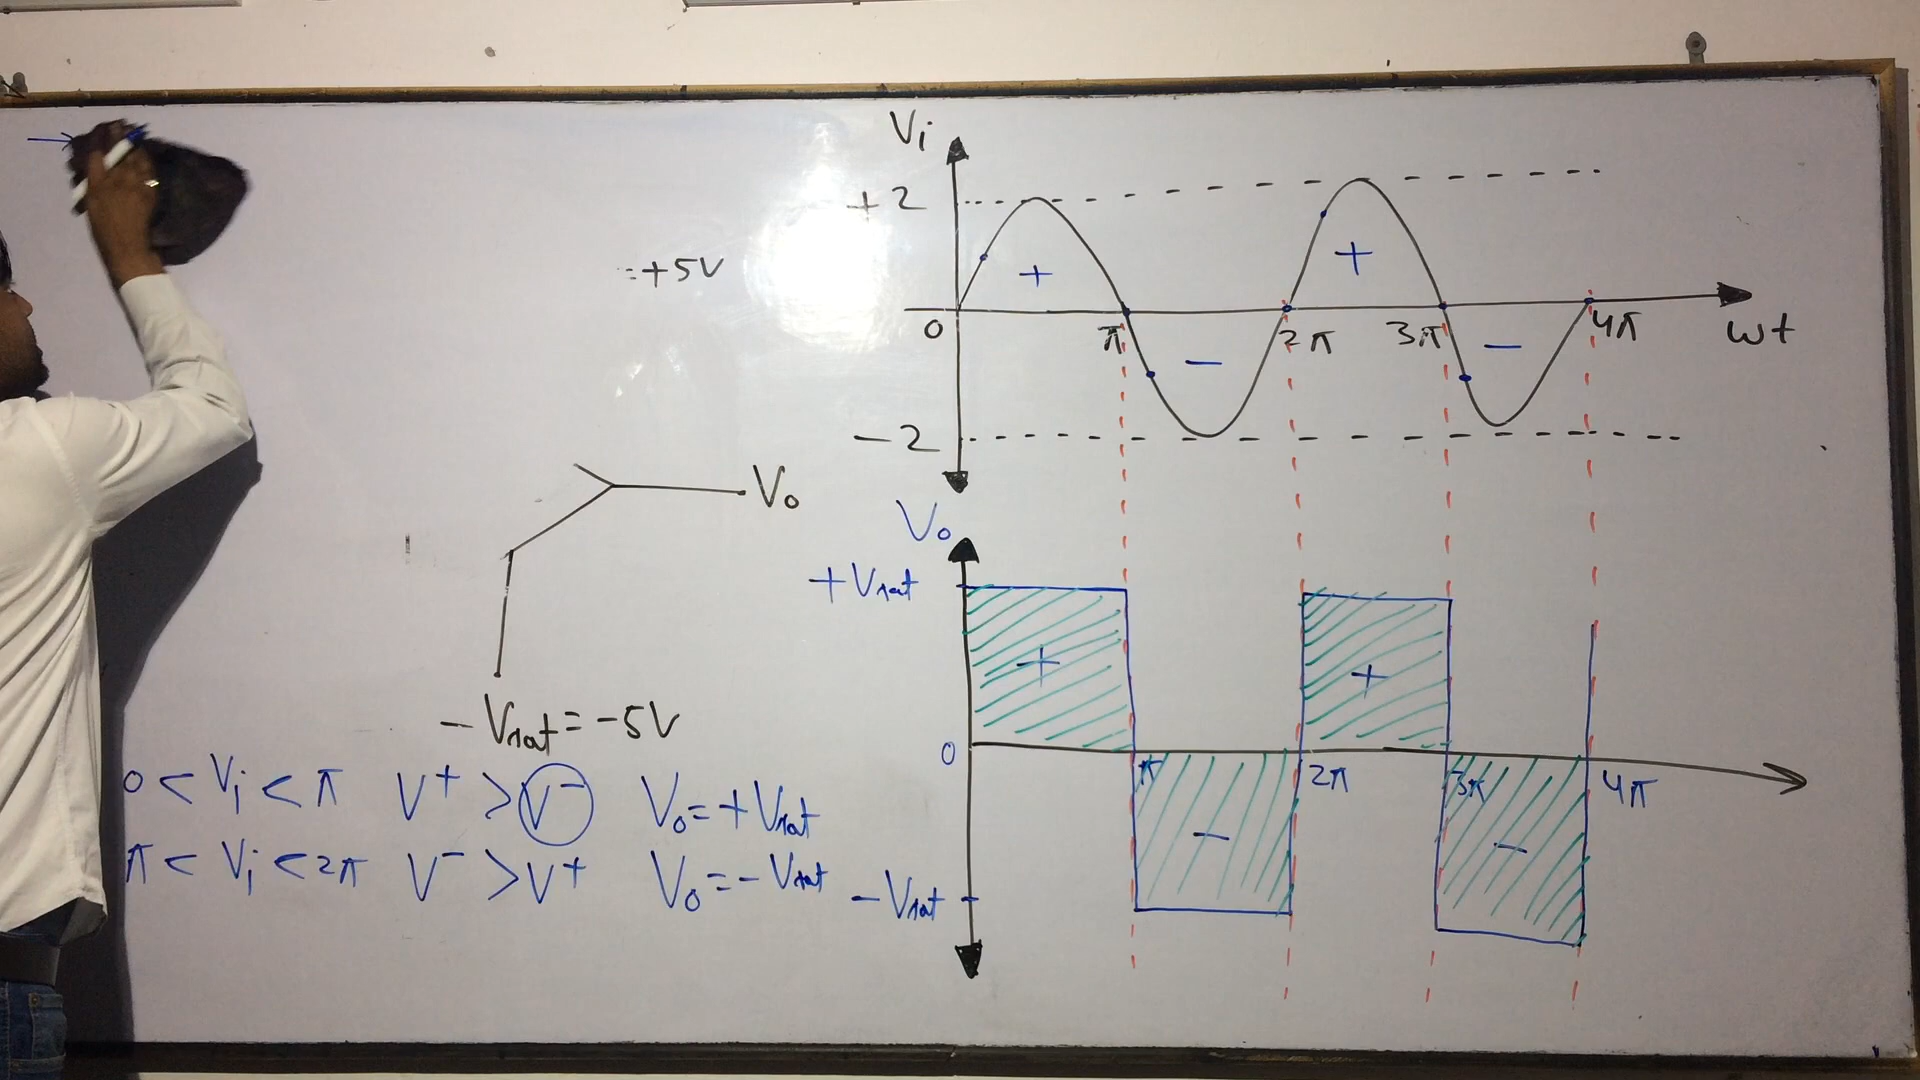 Vi
+2
=+5V
+
+
0
π
2π
3π
4π
ωt
−
−
−2
Vo
Vo
+Vsat
+
+
−Vsat=-5V
0
π
2π
3π
4π
0 < Vi < π V+ > V− Vo=+Vsat
−
−
π < Vi < 2π V− > V+ Vo=-Vsat
−Vsat